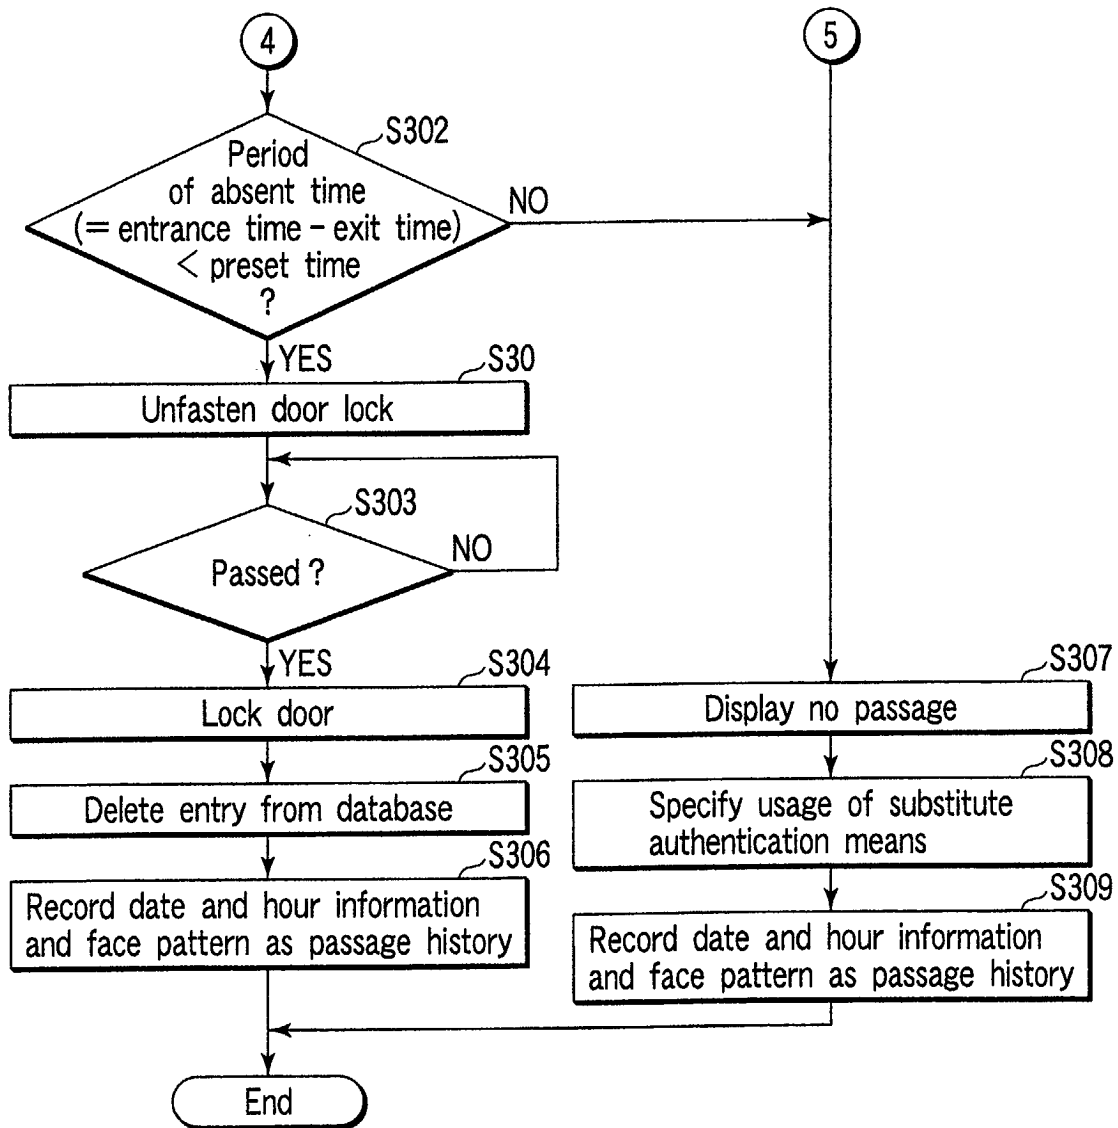 4
5
S302
Period
of absent time
(= entrance time - exit time)
< preset time
?
NO
YES
S30
Unfasten door lock
S303
Passed ?
NO
YES
S304
Lock door
S305
Delete entry from database
S306
Record date and hour information
and face pattern as passage history
S307
Display no passage
S308
Specify usage of substitute
authentication means
S309
Record date and hour information
and face pattern as passage history
End